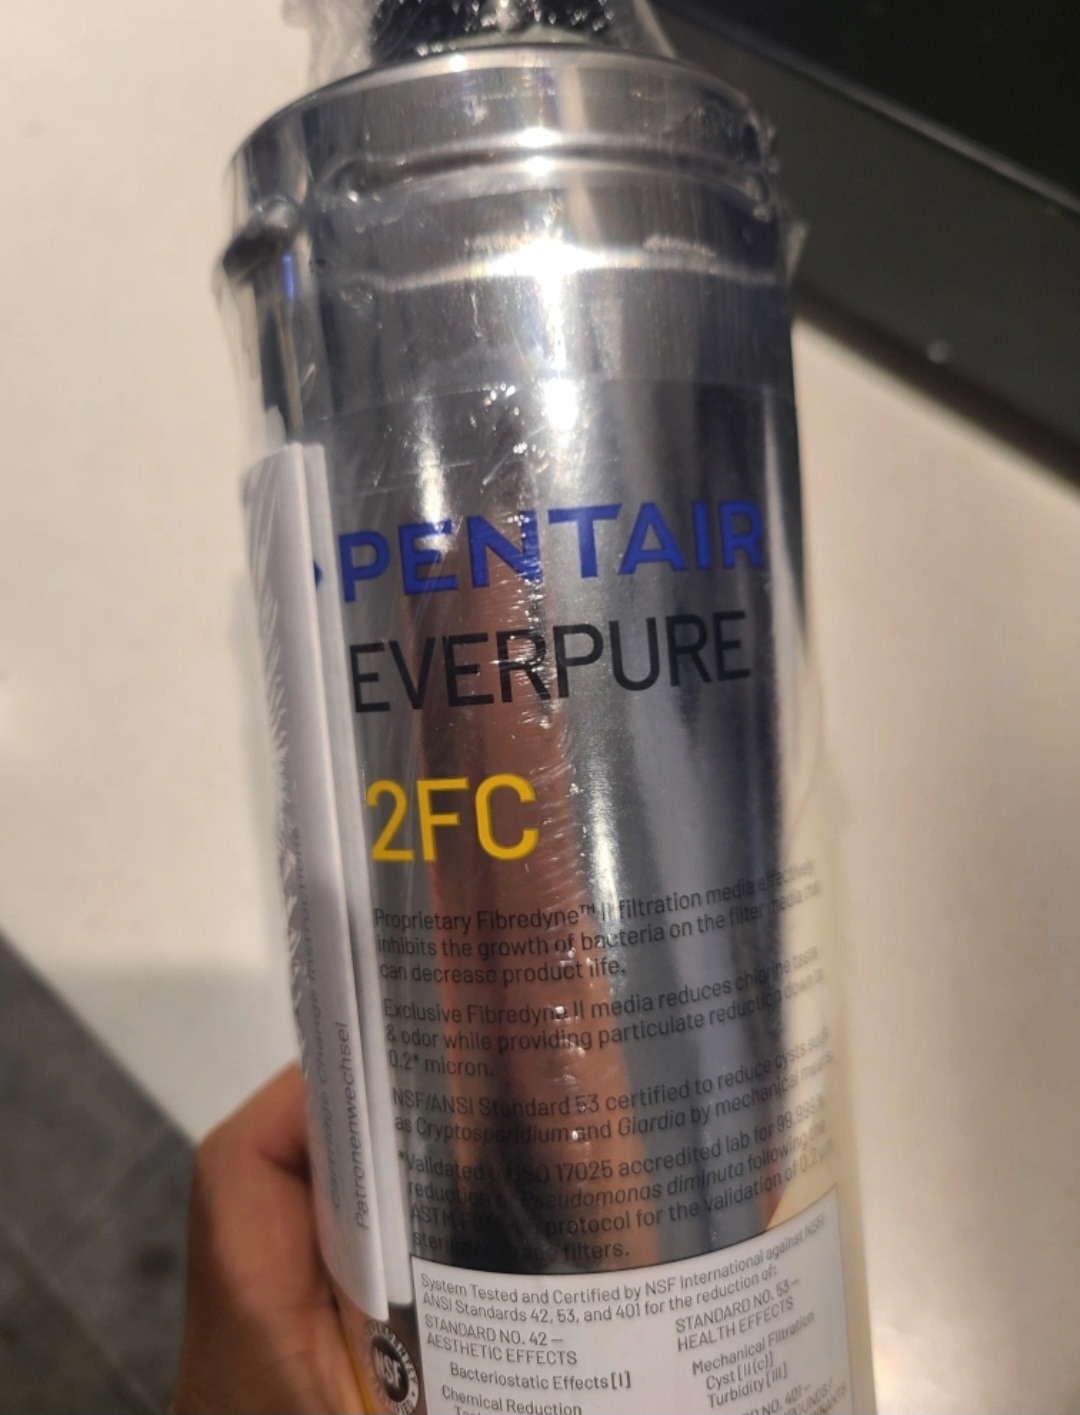 PENTAIR
EVERPURE
2FC
Proprietary Fibredyne™ II filtration media effectively
inhibits the growth of bacteria on the filter media that
can decrease product life.
Exclusive Fibredyne II media reduces chlorine taste
& odor while providing particulate reduction down to
0.2* micron.
NSF/ANSI Standard 53 certified to reduce cysts such
as Cryptosporidium and Giardia by mechanical means.
*Validated ISO 17025 accredited lab for
reduction of Pseudomonas diminuta following the
ASTM protocol for the validation of 0.2
sterilizing grade filters.
System Tested and Certified by NSF International against NSF/
ANSI Standards 42, 53, and 401 for the reduction of:
STANDARD NO. 42 –
AESTHETIC EFFECTS
Bacteriostatic Effects [I]
Chemical Reduction
STANDARD NO. 53 –
HEALTH EFFECTS
Mechanical Filtration
Cyst [II(c)]
Turbidity [III]
NO. 401 –
NSF
Cartridge Change Instructions
Patronenwechsel